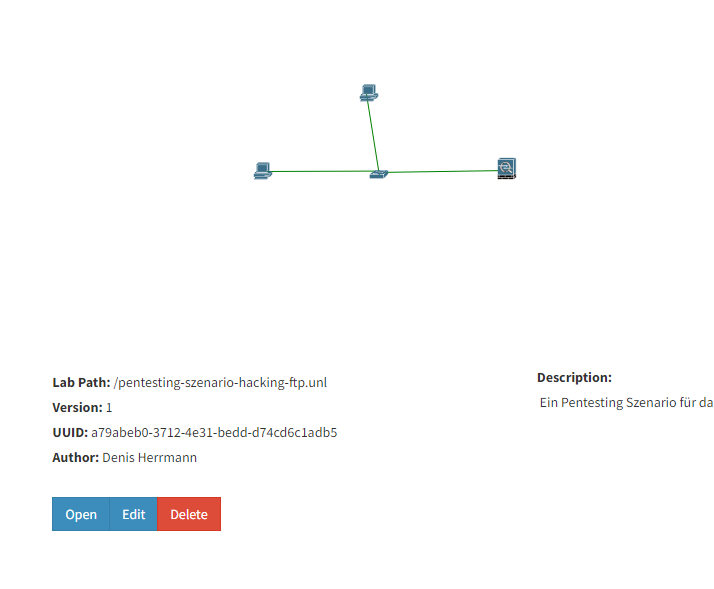 Lab Path: /pentesting-szenario-hacking-ftp.unl
Version: 1
UUID: a79abeb0-3712-4e31-bedd-d74cd6c1adb5
Author: Denis Herrmann
Open
Edit
Delete
Description:
Ein Pentesting Szenario für da